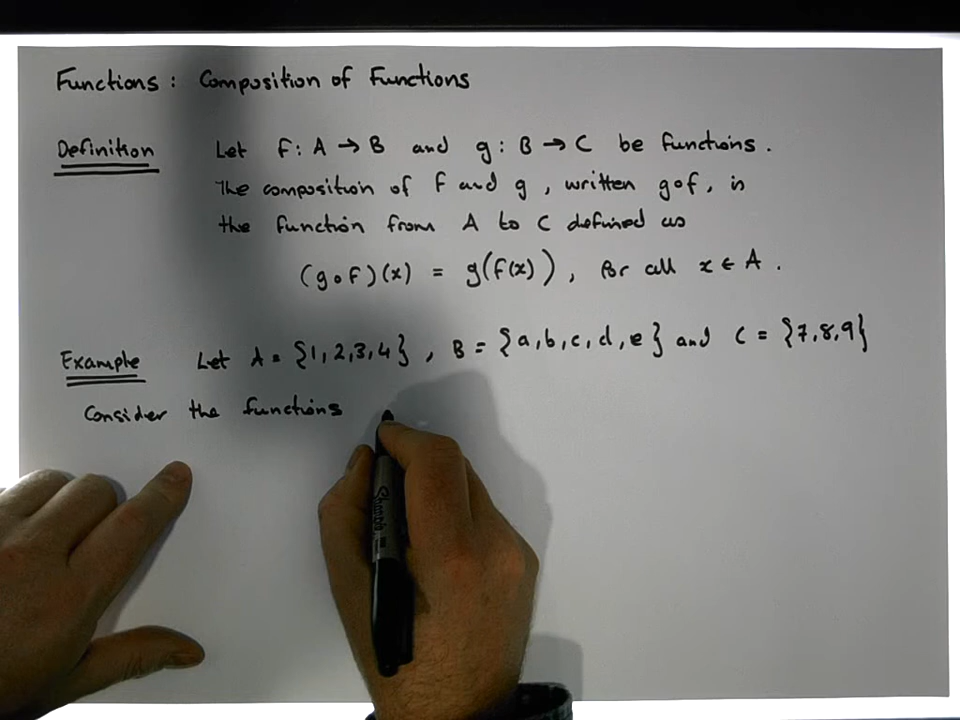 Functions : Composition of Functions
Definition Let f : A → B and g : B → C be functions .
The composition of f and g , written g∘f , is
the function from A to C defined as
(g∘f)(x) = g(f(x)) , for all x ∈ A .
Example Let A = {1,2,3,4} , B = {a,b,c,d,e} and C = {7,8,9}
Consider the functions
Sharpie